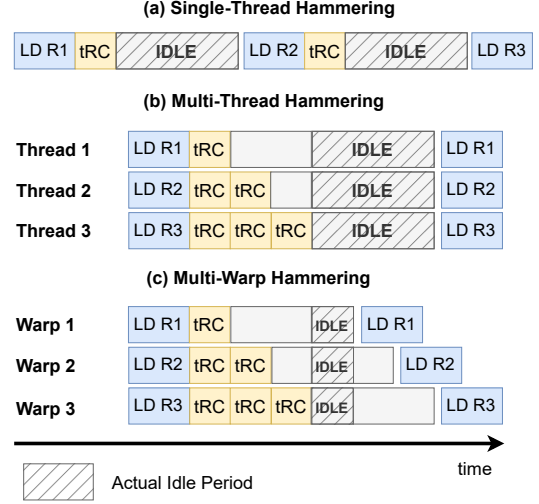 (a) Single-Thread Hammering
LD R1 tRC IDLE LD R2 tRC IDLE LD R3
(b) Multi-Thread Hammering
Thread 1 LD R1 tRC IDLE LD R1
Thread 2 LD R2 tRC tRC IDLE LD R2
Thread 3 LD R3 tRC tRC tRC IDLE LD R3
(c) Multi-Warp Hammering
Warp 1 LD R1 tRC IDLE LD R1
Warp 2 LD R2 tRC tRC IDLE LD R2
Warp 3 LD R3 tRC tRC tRC IDLE LD R3
time
Actual Idle Period